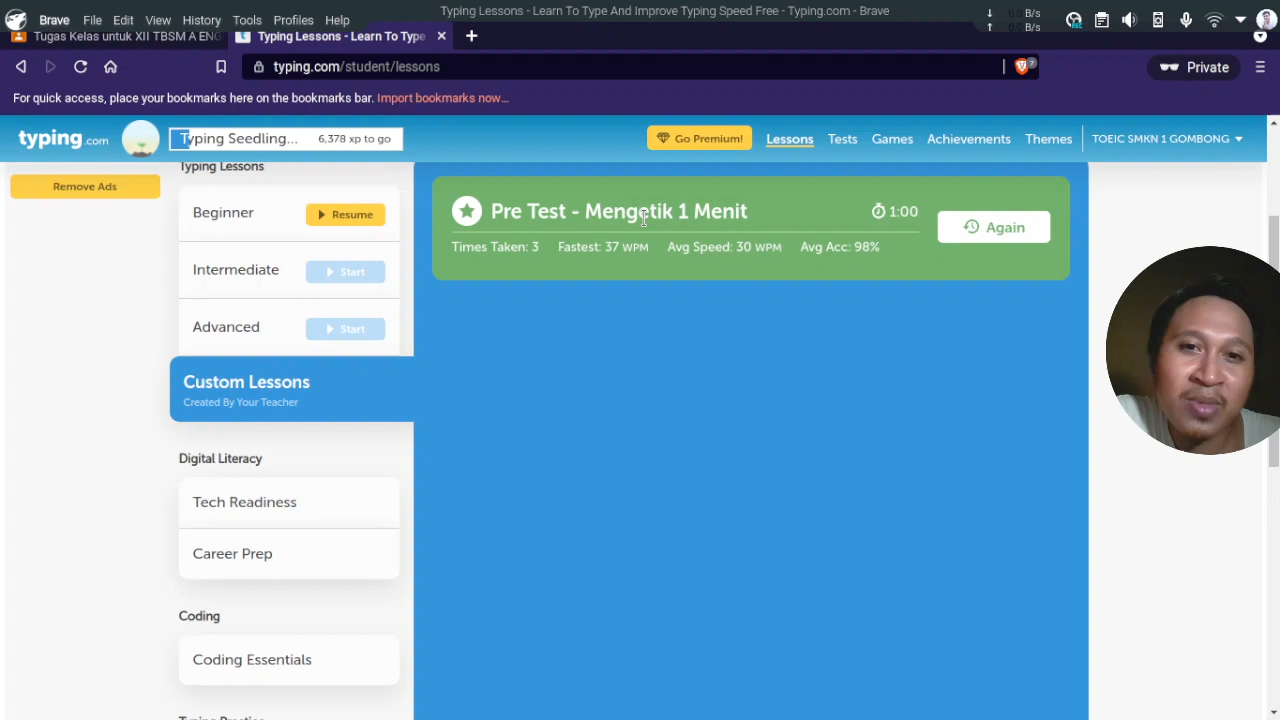 Typing Lessons - Learn To Type And Improve Typing Speed Free - Typing.com - Brave
Brave File Edit View History Tools Profiles Help
0 B/s
0 B/s
REC
Tugas Kelas untuk XII TBSM A ENG
Typing Lessons - Learn To Type
typing.com/student/lessons
7
Private
For quick access, place your bookmarks here on the bookmarks bar. Import bookmarks now...
typing.com
Typing Seedling... 6,378 xp to go
Go Premium!
Lessons Tests Games Achievements Themes TOEIC SMKN 1 GOMBONG
Remove Ads
Typing Lessons
Beginner Resume
Intermediate Start
Advanced Start
Custom Lessons
Created By Your Teacher
Digital Literacy
Tech Readiness
Career Prep
Coding
Coding Essentials
Typing Practice
Pre Test - Mengetik 1 Menit 1:00
Times Taken: 3 Fastest: 37 WPM Avg Speed: 30 WPM Avg Acc: 98%
Again